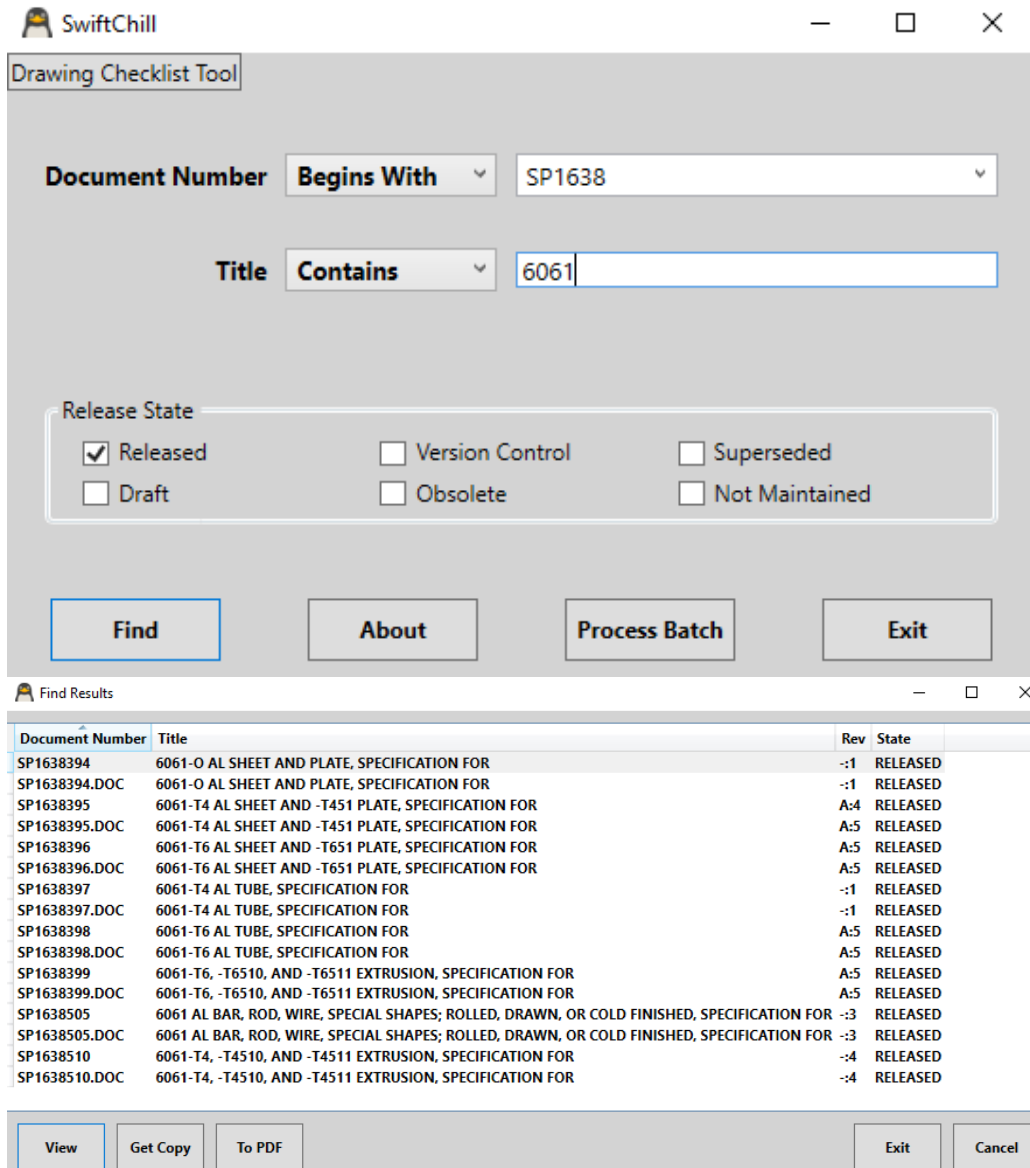 SwiftChill
Drawing Checklist Tool
Document Number Begins With SP1638
Title Contains 6061
Release State
Released Version Control Superseded
Draft Obsolete Not Maintained
Find About Process Batch Exit
Find Results
Document Number Title Rev State
SP1638394 6061-O AL SHEET AND PLATE, SPECIFICATION FOR -:1 RELEASED
SP1638394.DOC 6061-O AL SHEET AND PLATE, SPECIFICATION FOR -:1 RELEASED
SP1638395 6061-T4 AL SHEET AND -T451 PLATE, SPECIFICATION FOR A:4 RELEASED
SP1638395.DOC 6061-T4 AL SHEET AND -T451 PLATE, SPECIFICATION FOR A:5 RELEASED
SP1638396 6061-T6 AL SHEET AND -T651 PLATE, SPECIFICATION FOR A:5 RELEASED
SP1638396.DOC 6061-T6 AL SHEET AND -T651 PLATE, SPECIFICATION FOR A:5 RELEASED
SP1638397 6061-T4 AL TUBE, SPECIFICATION FOR -:1 RELEASED
SP1638397.DOC 6061-T4 AL TUBE, SPECIFICATION FOR -:1 RELEASED
SP1638398 6061-T6 AL TUBE, SPECIFICATION FOR A:5 RELEASED
SP1638398.DOC 6061-T6 AL TUBE, SPECIFICATION FOR A:5 RELEASED
SP1638399 6061-T6, -T6510, AND -T6511 EXTRUSION, SPECIFICATION FOR A:5 RELEASED
SP1638399.DOC 6061-T6, -T6510, AND -T6511 EXTRUSION, SPECIFICATION FOR A:5 RELEASED
SP1638505 6061 AL BAR, ROD, WIRE, SPECIAL SHAPES; ROLLED, DRAWN, OR COLD FINISHED, SPECIFICATION FOR -:3 RELEASED
SP1638505.DOC 6061 AL BAR, ROD, WIRE, SPECIAL SHAPES; ROLLED, DRAWN, OR COLD FINISHED, SPECIFICATION FOR -:3 RELEASED
SP1638510 6061-T4, -T4510, AND -T4511 EXTRUSION, SPECIFICATION FOR -:4 RELEASED
SP1638510.DOC 6061-T4, -T4510, AND -T4511 EXTRUSION, SPECIFICATION FOR -:4 RELEASED
View Get Copy To PDF Exit Cancel